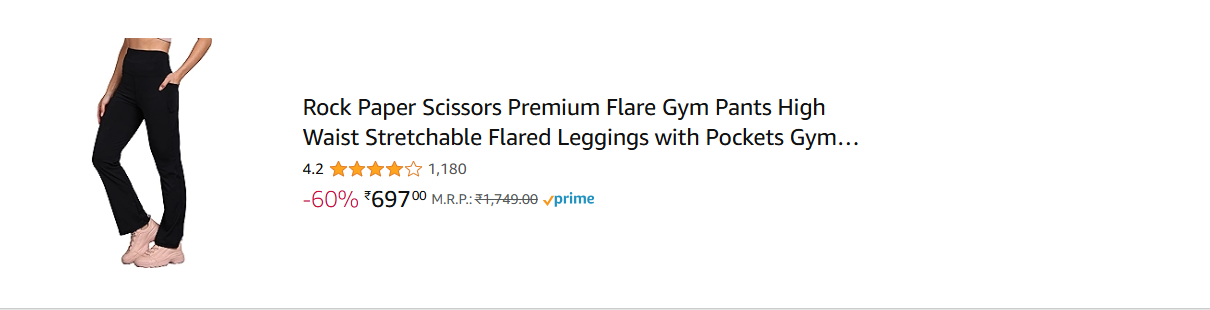 Rock Paper Scissors Premium Flare Gym Pants High
Waist Stretchable Flared Leggings with Pockets Gym…
4.2 1,180
-60% ₹69700 M.R.P.: ₹1,749.00 prime